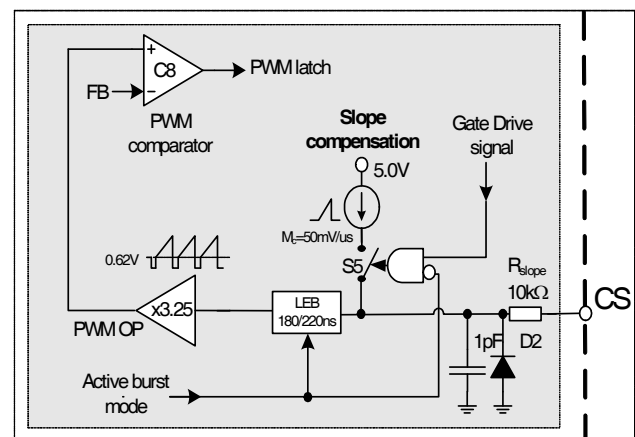 C8
FB
PWM latch
PWM
comparator
Slope
compensation
5.0V
Gate Drive
signal
Mc=50mV/us
0.62V
S5
Rslope
10kΩ
CS
x3.25
LEB
180/220ns
PWM OP
1pF
D2
Active burst
mode